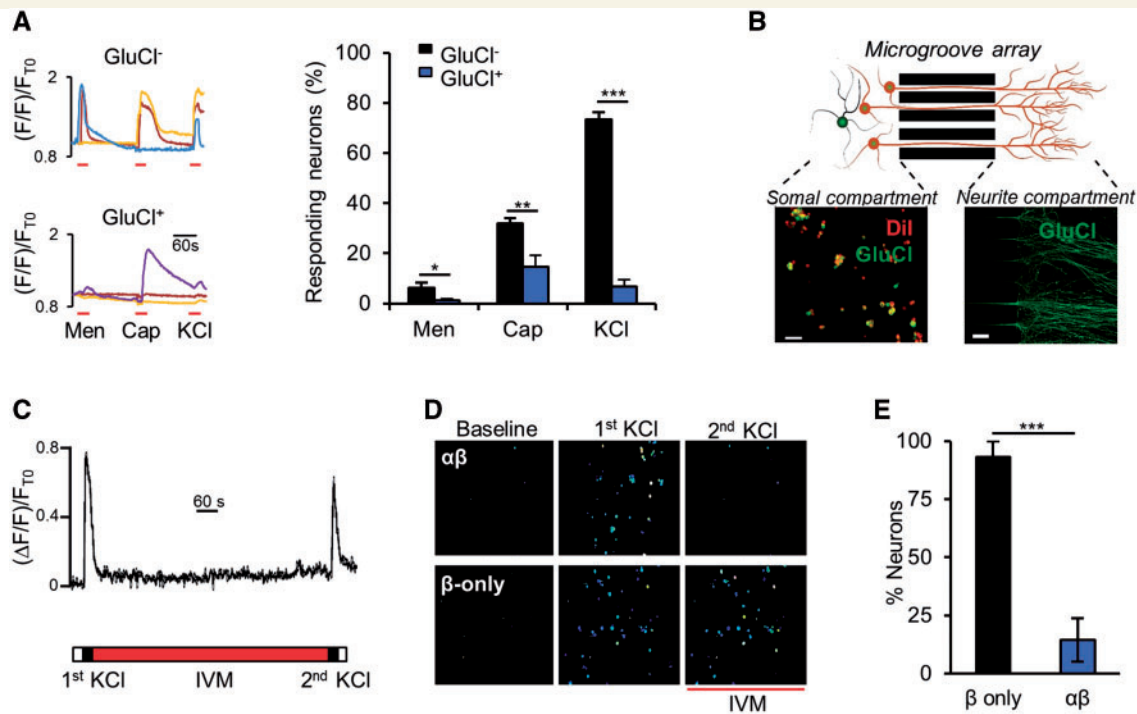 A
GluCl-
(F/F)/FT0
2
0.8
GluCl+
60s
(F/F)/FT0
2
0.8
Men Cap KCl
Responding neurons (%)
100
80
60
40
20
0
GluCl-
GluCl+
*
**
***
Men Cap KCl
B
Microgroove array
Somal compartment
DiI
GluCl
Neurite compartment
GluCl
C
(ΔF/F)/FT0
0.8
0.4
0
60 s
1st KCl IVM 2nd KCl
D
Baseline 1st KCl 2nd KCl
αβ
β-only
IVM
E
% Neurons
100
75
50
25
0
***
β only αβ